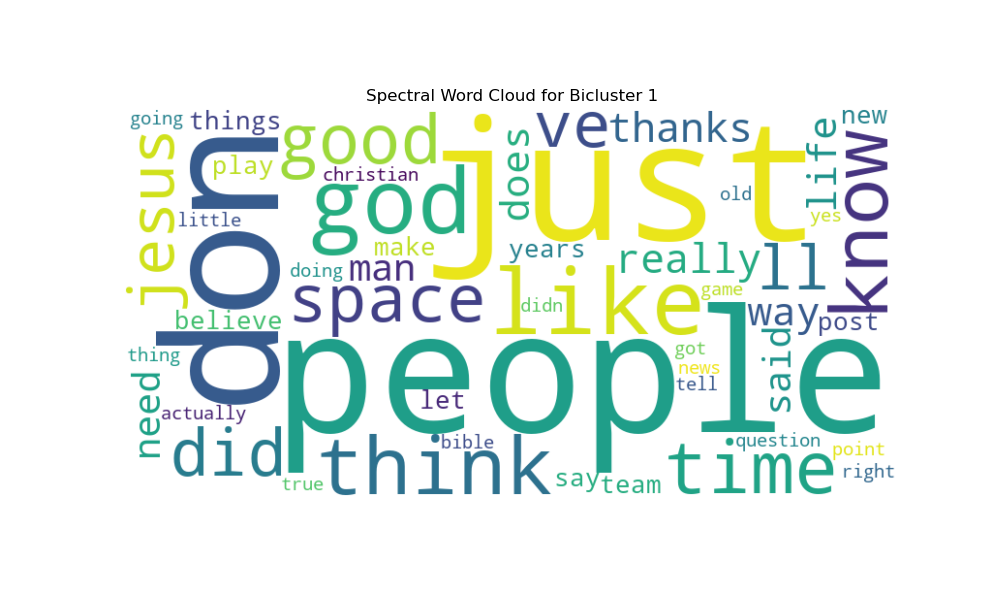 Spectral Word Cloud for Bicluster 1
going
things
good
just
ve
thanks
does
life
new
jesus
don
play
christian
god
old
know
yes
little
make
man
years
really
ll
doing
space
like
game
didn
way
post
believe
people
thing
need
actually
let
got
news
tell
said
did
think
bible
time
question
point
right
true
say
team